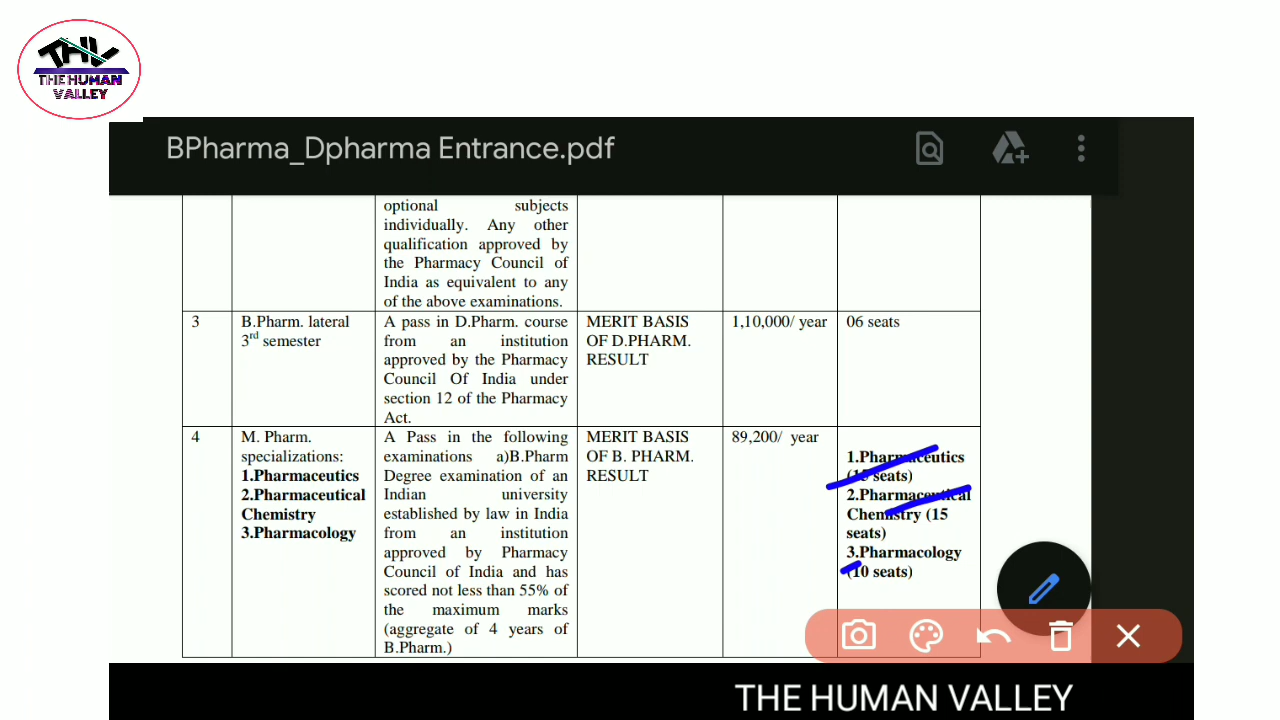 THV
THE HUMAN
VALLEY
BPharma_Dpharma Entrance.pdf
optional subjects
individually. Any other
qualification approved by
the Pharmacy Council of
India as equivalent to any
of the above examinations.
3
B.Pharm. lateral
3rd semester
A pass in D.Pharm. course
from an institution
approved by the Pharmacy
Council Of India under
section 12 of the Pharmacy
Act.
MERIT BASIS
OF D.PHARM.
RESULT
1,10,000/ year
06 seats
4
M. Pharm.
specializations:
1.Pharmaceutics
2.Pharmaceutical
Chemistry
3.Pharmacology
A Pass in the following
examinations a)B.Pharm
Degree examination of an
Indian university
established by law in India
from an institution
approved by Pharmacy
Council of India and has
scored not less than 55% of
the maximum marks
(aggregate of 4 years of
B.Pharm.)
MERIT BASIS
OF B. PHARM.
RESULT
89,200/ year
1.Pharmaceutics
(15 seats)
2.Pharmaceutical
Chemistry (15
seats)
3.Pharmacology
(10 seats)
THE HUMAN VALLEY